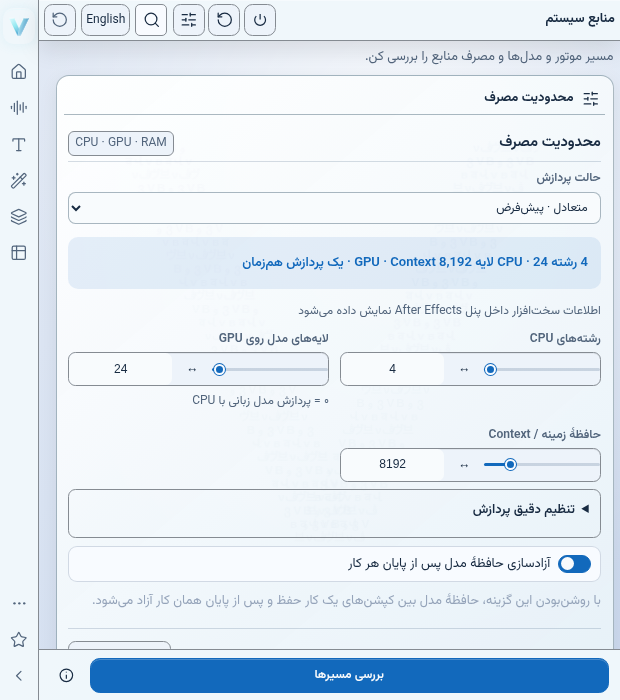 منابع سیستم
English
مسیر موتور و مدل‌ها و مصرف منابع را بررسی کن.
محدودیت مصرف
محدودیت مصرف
CPU · GPU · RAM
حالت پردازش
متعادل · پیش‌فرض
4 رشته CPU · 24 لایه GPU · Context 8,192 · یک پردازش هم‌زمان
اطلاعات سخت‌افزار داخل پنل After Effects نمایش داده می‌شود
رشته‌های CPU
4
لایه‌های مدل روی GPU
24
۰ = پردازش مدل زبانی با CPU
حافظهٔ زمینه / Context
8192
تنظیم دقیق پردازش
آزادسازی حافظهٔ مدل پس از پایان هر کار
با روشن‌بودن این گزینه، حافظهٔ مدل بین کپشن‌های یک کار حفظ و پس از پایان همان کار آزاد می‌شود.
بررسی مسیرها